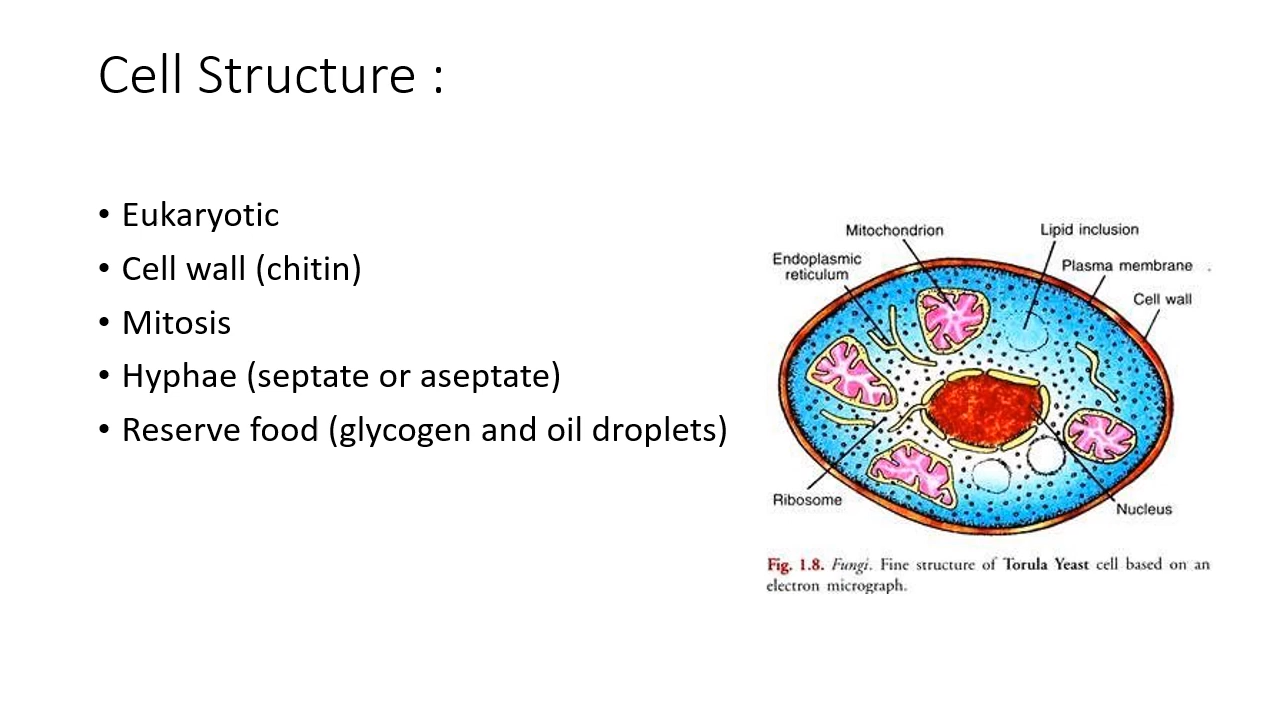 Cell Structure :
• Eukaryotic
• Cell wall (chitin)
• Mitosis
• Hyphae (septate or aseptate)
• Reserve food (glycogen and oil droplets)
Mitochondrion
Lipid inclusion
Endoplasmic
reticulum
Plasma membrane
Cell wall
Ribosome
Nucleus
Fig. 1.8. Fungi. Fine structure of Torula Yeast cell based on an
electron micrograph.